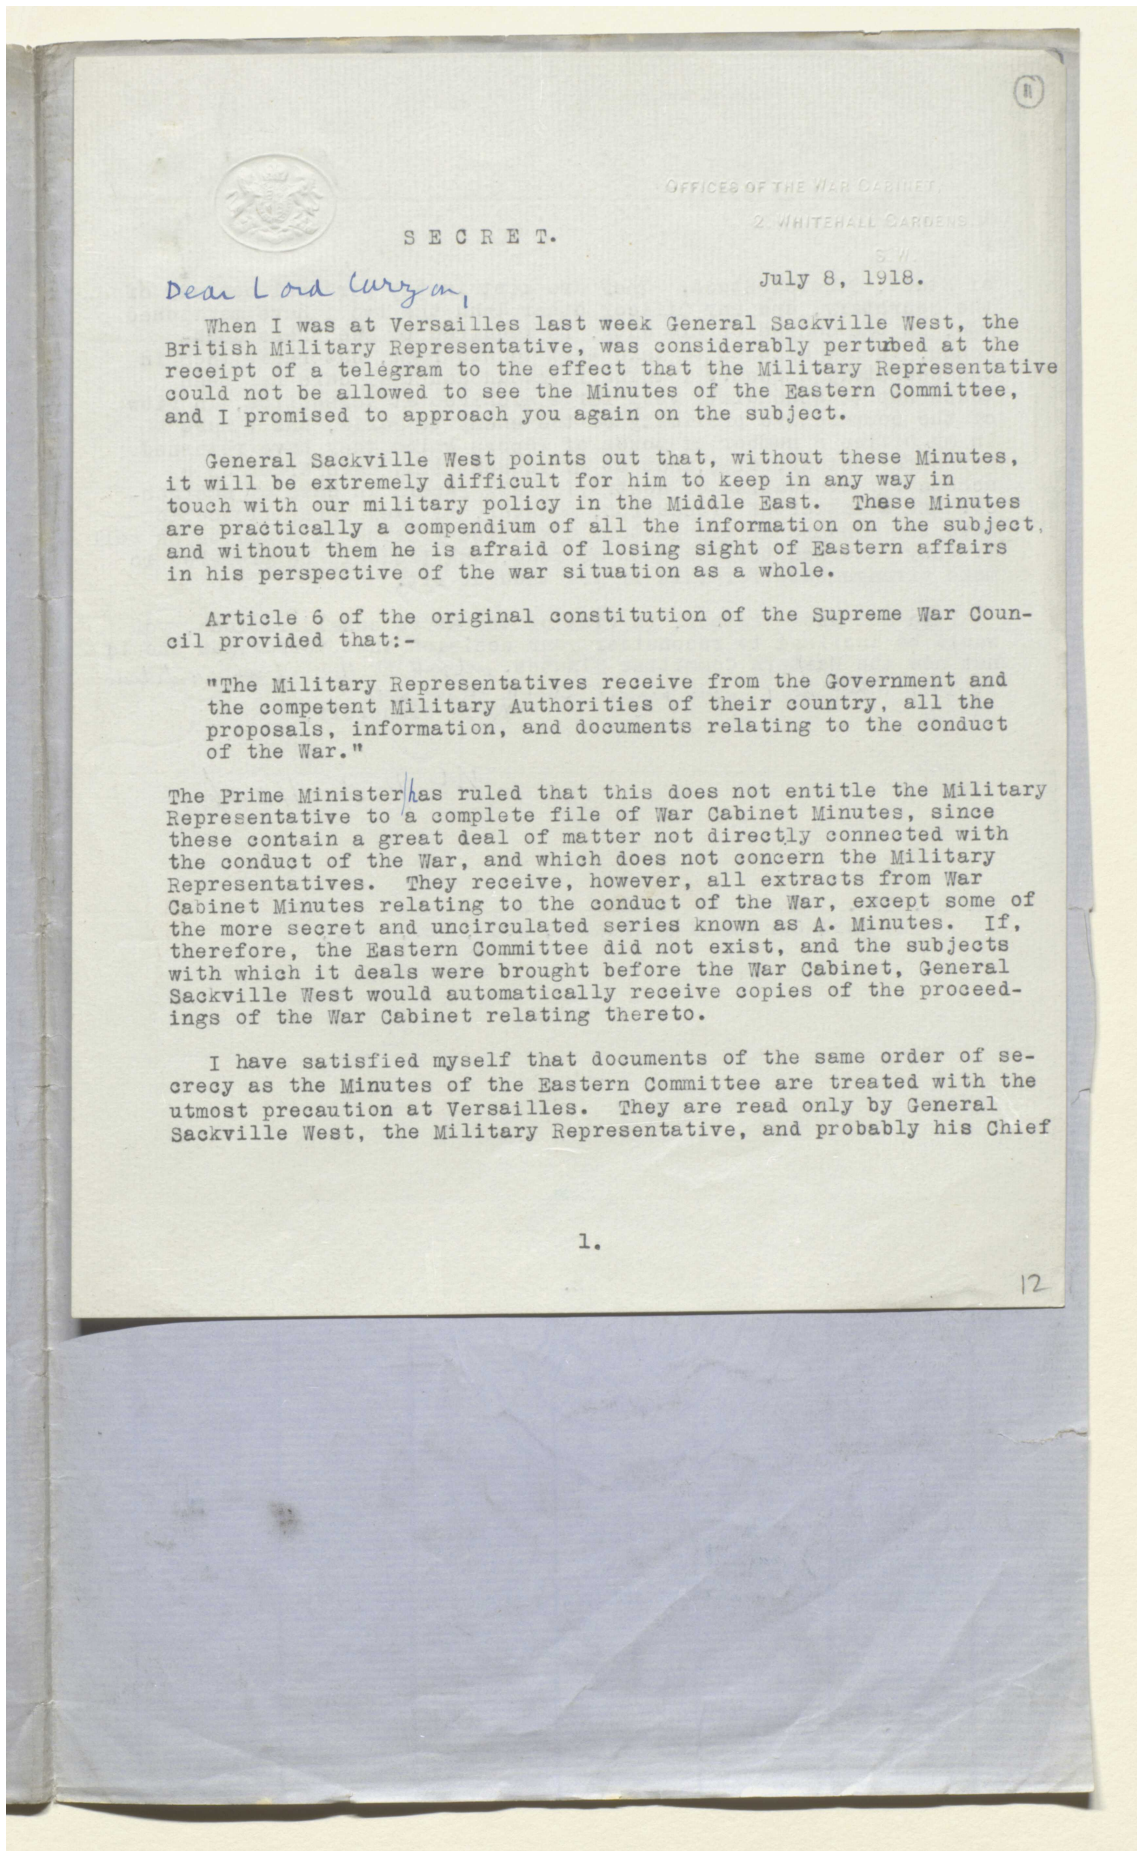 11
OFFICES OF THE WAR CABINET,
2, WHITEHALL GARDENS
S.W.
SECRET.
July 8, 1918.
Dear Lord Curzon,
When I was at Versailles last week General Sackville West, the
British Military Representative, was considerably pertubed at the
receipt of a telegram to the effect that the Military Representative
could not be allowed to see the Minutes of the Eastern Committee,
and I promised to approach you again on the subject.
General Sackville West points out that, without these Minutes,
it will be extremely difficult for him to keep in any way in
touch with our military policy in the Middle East. These Minutes
are practically a compendium of all the information on the subject,
and without them he is afraid of losing sight of Eastern affairs
in his perspective of the war situation as a whole.
Article 6 of the original constitution of the Supreme War Coun-
cil provided that:-
"The Military Representatives receive from the Government and
the competent Military Authorities of their country, all the
proposals, information, and documents relating to the conduct
of the War."
The Prime Minister/has ruled that this does not entitle the Military
Representative to a complete file of War Cabinet Minutes, since
these contain a great deal of matter not directly connected with
the conduct of the War, and which does not concern the Military
Representatives. They receive, however, all extracts from War
Cabinet Minutes relating to the conduct of the War, except some of
the more secret and uncirculated series known as A. Minutes. If,
therefore, the Eastern Committee did not exist, and the subjects
with which it deals were brought before the War Cabinet, General
Sackville West would automatically receive copies of the proceed-
ings of the War Cabinet relating thereto.
I have satisfied myself that documents of the same order of se-
crecy as the Minutes of the Eastern Committee are treated with the
utmost precaution at Versailles. They are read only by General
Sackville West, the Military Representative, and probably his Chief
1.
12